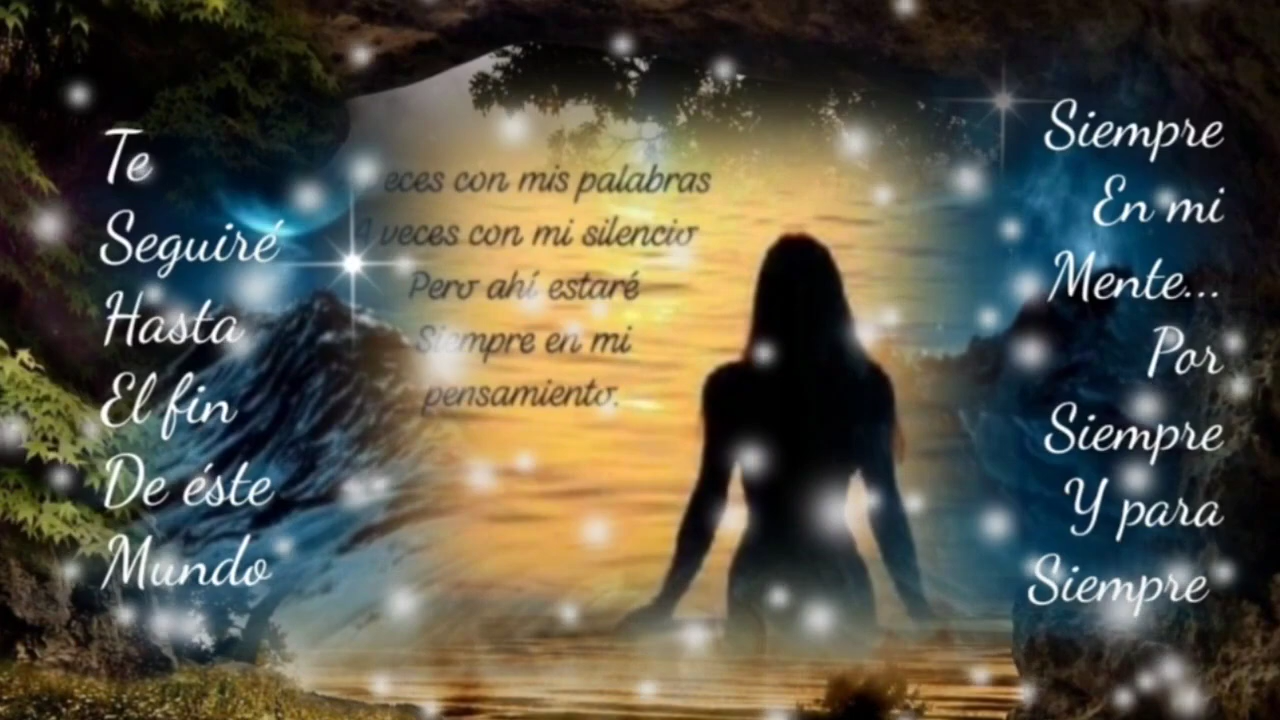 Te
Seguiré
Hasta
El fin
De éste
Mundo
eces con mis palabras
A veces con mi silencio
Pero ahí estaré
Siempre en mi
pensamiento.
Siempre
En mi
Mente...
Por
Siempre
Y para
Siempre